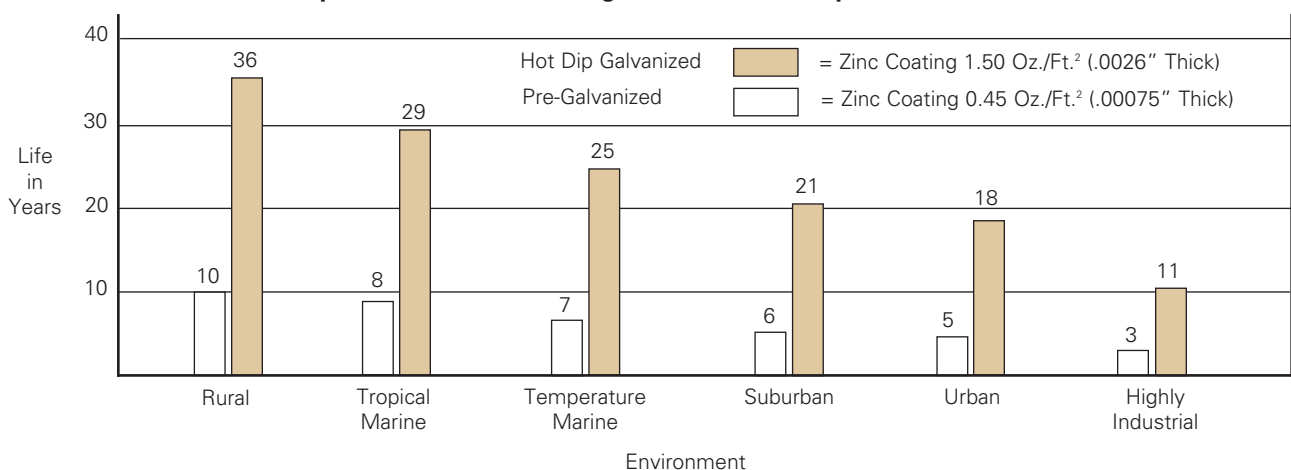 40
Hot Dip Galvanized = Zinc Coating 1.50 Oz./Ft.² (.0026” Thick)
Pre-Galvanized = Zinc Coating 0.45 Oz./Ft.² (.00075” Thick)
36
29
30
Life
in
Years
25
21
20
18
10
8
10
7
6
5
11
3
Rural
Tropical
Marine
Temperature
Marine
Suburban
Urban
Highly
Industrial
Environment